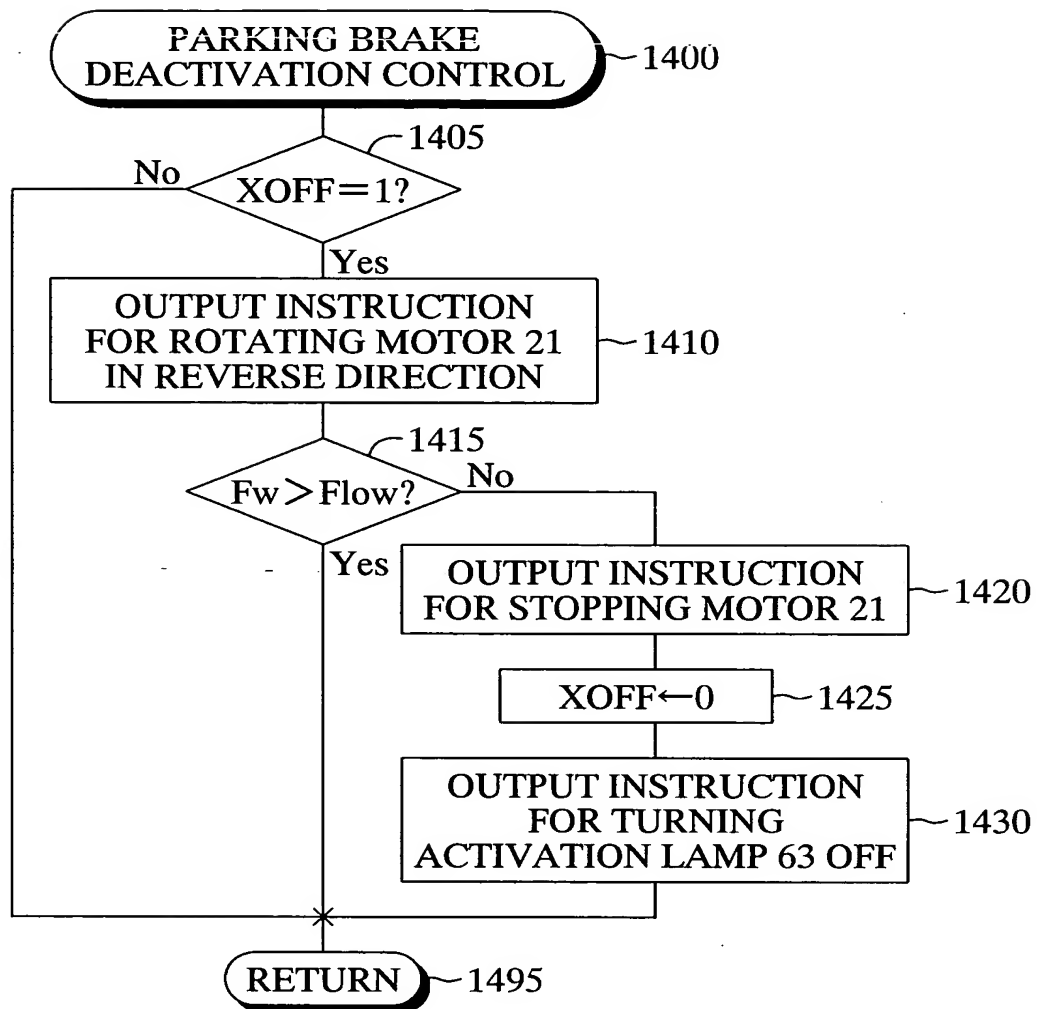 PARKING BRAKE
DEACTIVATION CONTROL
1400
1405
No
XOFF=1?
Yes
OUTPUT INSTRUCTION
FOR ROTATING MOTOR 21
IN REVERSE DIRECTION
1410
1415
Fw>Flow?
No
Yes
OUTPUT INSTRUCTION
FOR STOPPING MOTOR 21
1420
XOFF←0
1425
OUTPUT INSTRUCTION
FOR TURNING
ACTIVATION LAMP 63 OFF
1430
RETURN
1495